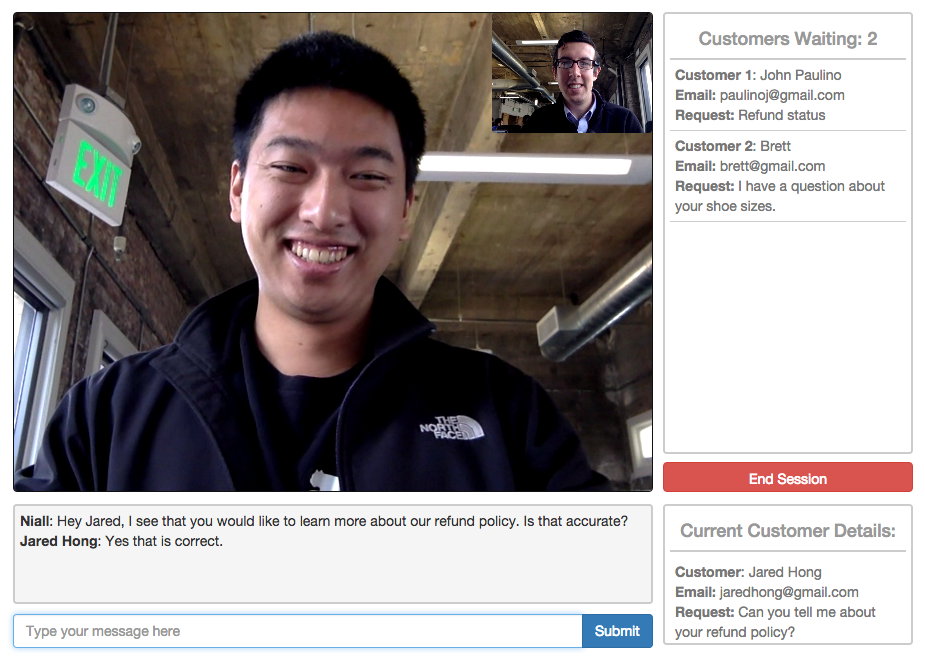 EXIT
THE
NORTH
FACE
Customers Waiting: 2
Customer 1: John Paulino
Email: paulinoj@gmail.com
Request: Refund status
Customer 2: Brett
Email: brett@gmail.com
Request: I have a question about
your shoe sizes.
End Session
Niall: Hey Jared, I see that you would like to learn more about our refund policy. Is that accurate?
Jared Hong: Yes that is correct.
Type your message here
Submit
Current Customer Details:
Customer: Jared Hong
Email: jaredhong@gmail.com
Request: Can you tell me about
your refund policy?